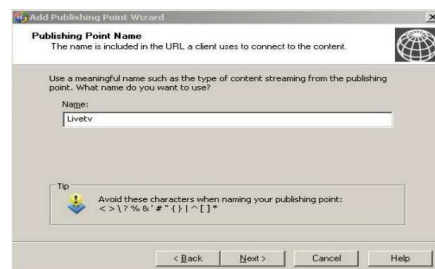 Add Publishing Point Wizard
Publishing Point Name
The name is included in the URL a client uses to connect to the content.
Use a meaningful name such as the type of content streaming from the publishing
point. What name do you want to use?
Name:
Livetv
Tip
Avoid these characters when naming your publishing point:
< > \ ? % & ' # " { } | ^ [ ] *
< Back
Next >
Cancel
Help